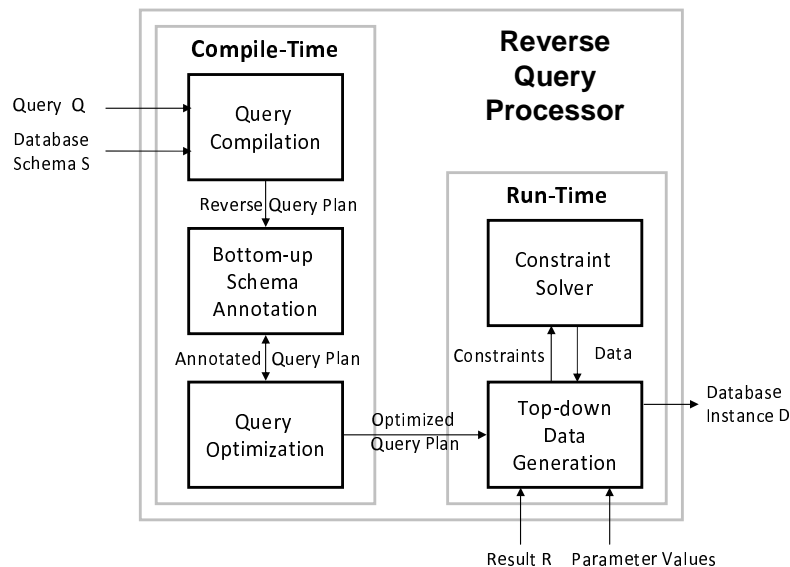 Reverse
Query
Processor
Compile-Time
Query Q
Database
Schema S
Query
Compilation
Reverse Query Plan
Bottom-up
Schema
Annotation
Annotated Query Plan
Query
Optimization
Optimized
Query Plan
Run-Time
Constraint
Solver
Constraints
Data
Top-down
Data
Generation
Database
Instance D
Result R
Parameter Values